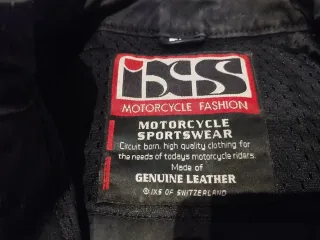 ixs
MOTORCYCLE FASHION
MOTORCYCLE
SPORTSWEAR
Circuit born, high quality clothing for
the needs of todays motorcycle riders.
Made of
GENUINE LEATHER
© IXS OF SWITZERLAND